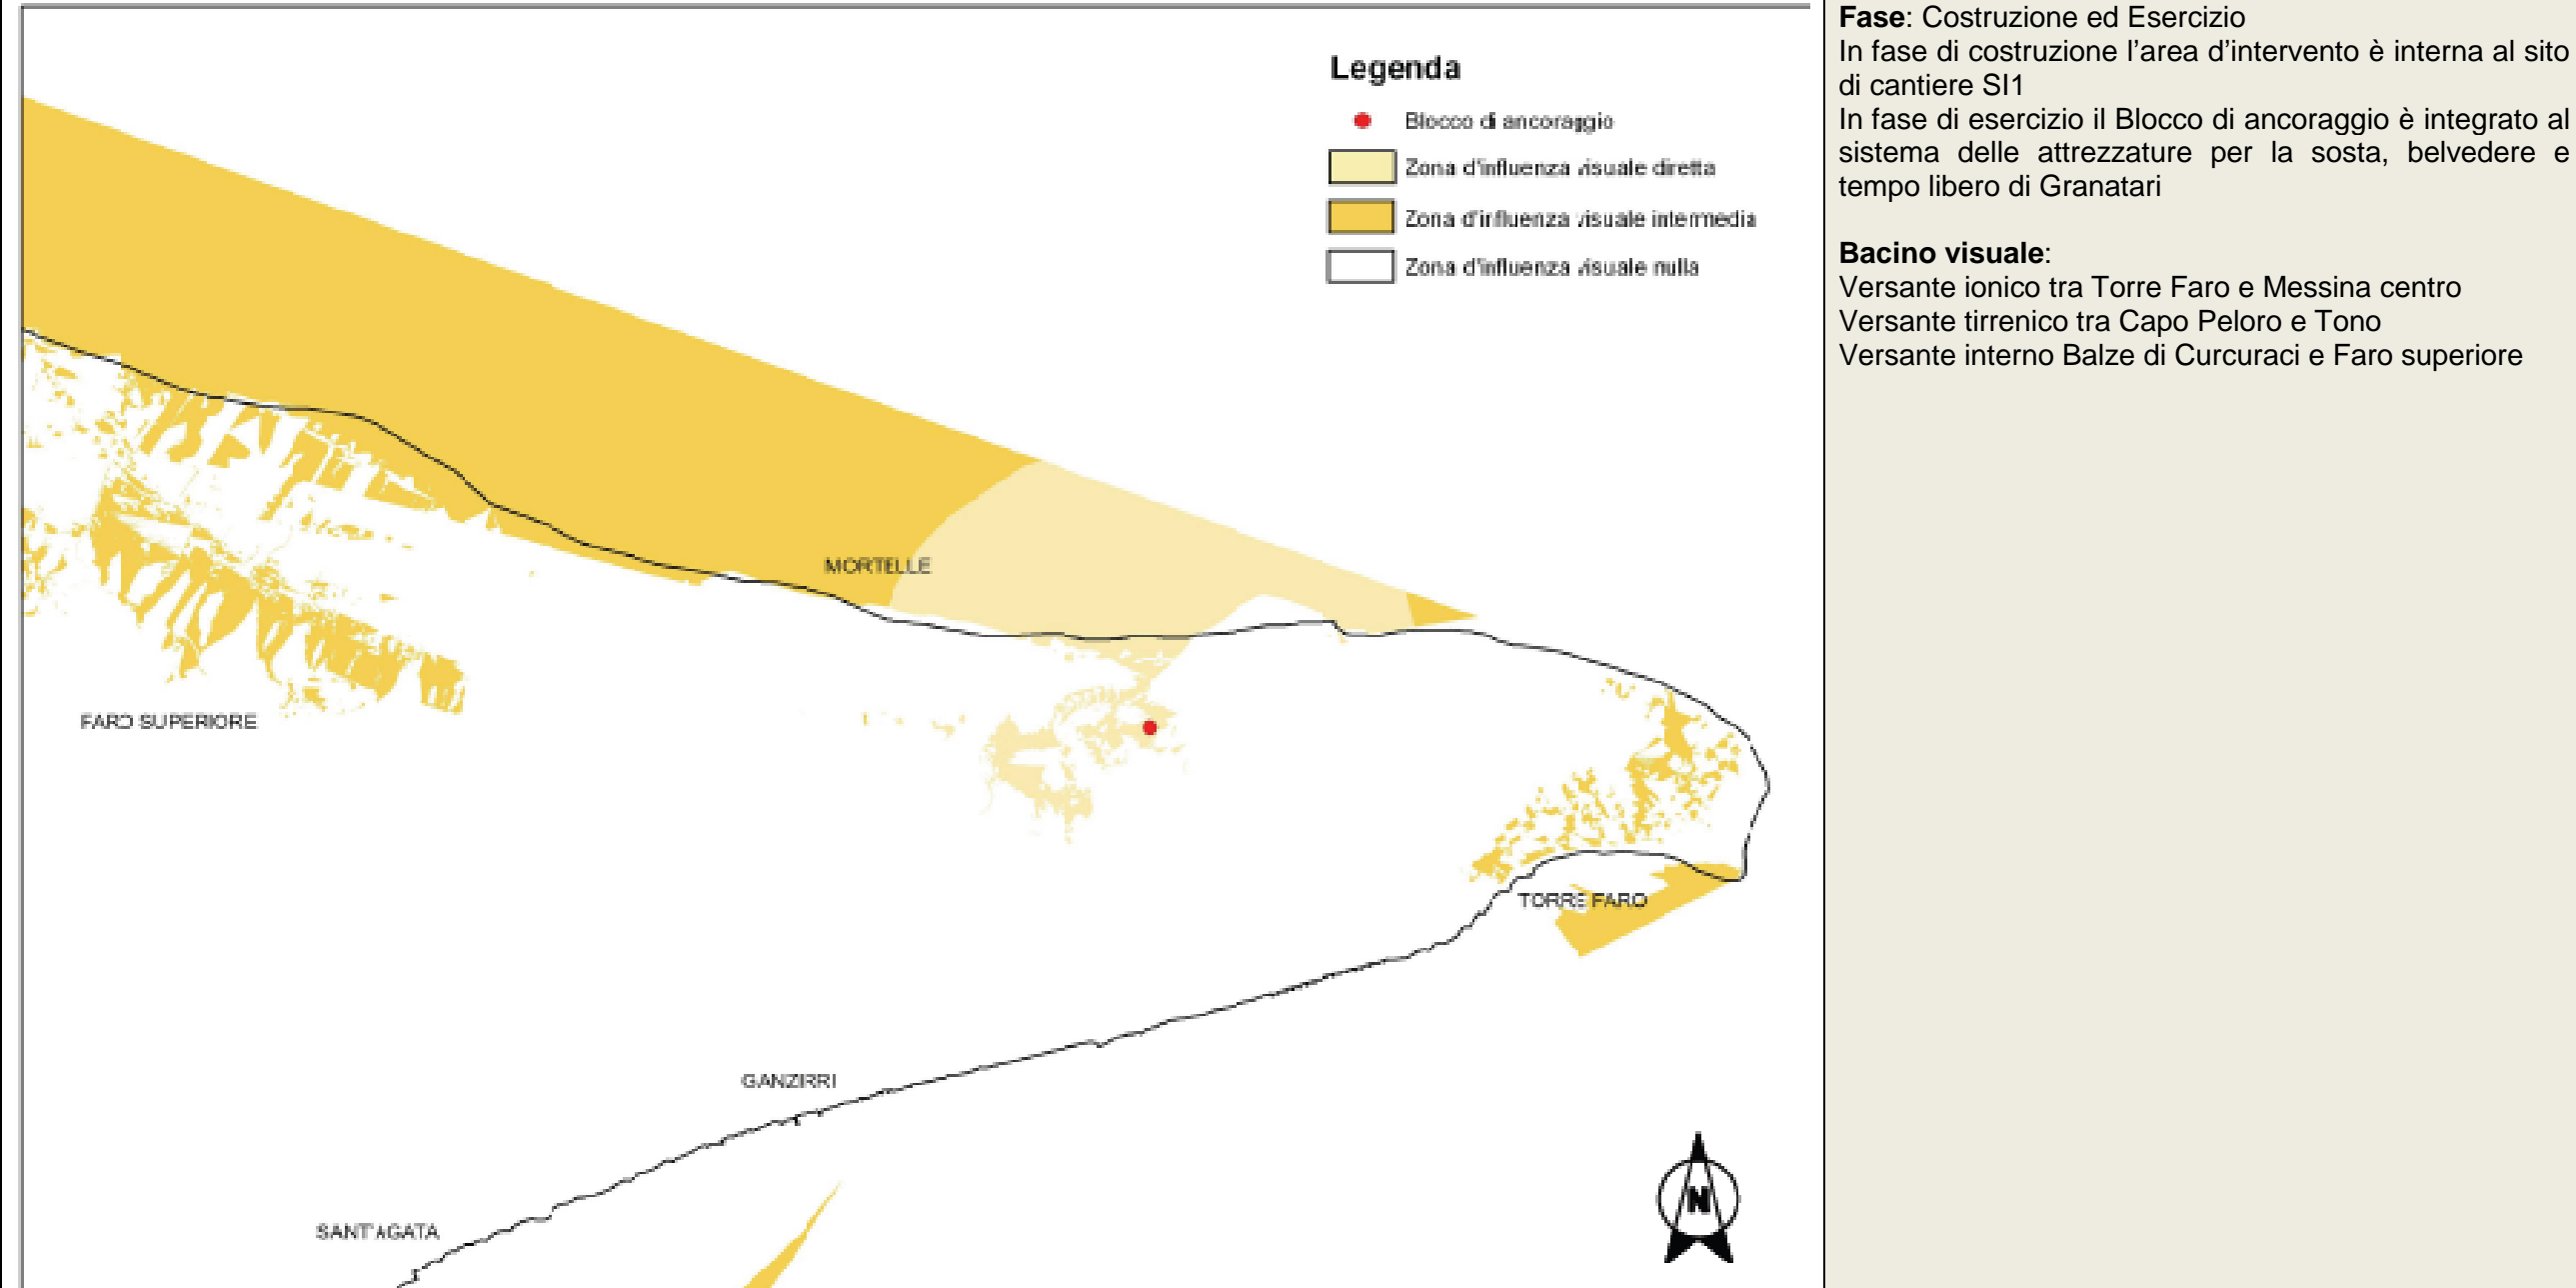 Legenda
Blocco di ancoraggio
Zona d'influenza visuale diretta
Zona d'influenza visuale intermedia
Zona d'influenza visuale nulla
MORTELLE
FARO SUPERIORE
TORRE FARO
GANZIRRI
SANT'AGATA
N
Fase: Costruzione ed Esercizio
In fase di costruzione l'area d'intervento è interna al sito
di cantiere SI1
In fase di esercizio il Blocco di ancoraggio è integrato al
sistema delle attrezzature per la sosta, belvedere e
tempo libero di Granatari
Bacino visuale:
Versante ionico tra Torre Faro e Messina centro
Versante tirrenico tra Capo Peloro e Tono
Versante interno Balze di Curcuraci e Faro superiore